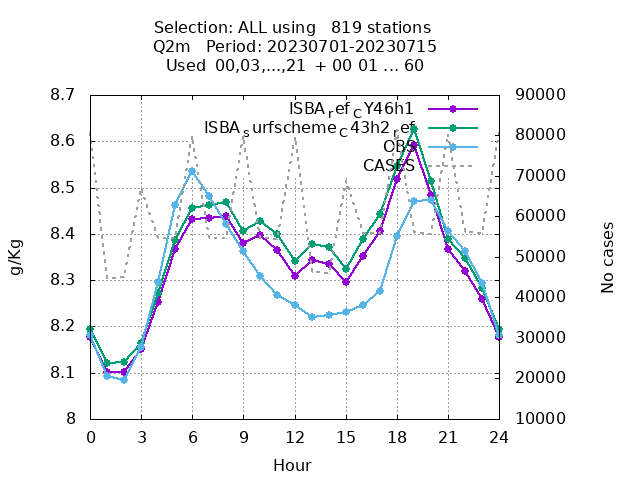 Selection: ALL using   819 stations
Q2m   Period: 20230701-20230715
Used  00,03,...,21  + 00 01 ... 60
8.7 90000
ISBA_ref_CY46h1
ISBA_surfscheme_C43h2_ref
OBS
CASES
8.6 80000
8.5 70000
60000
8.4 50000
8.3 40000
8.2 30000
8.1 20000
8 10000
g/Kg
No cases
0 3 6 9 12 15 18 21 24
Hour